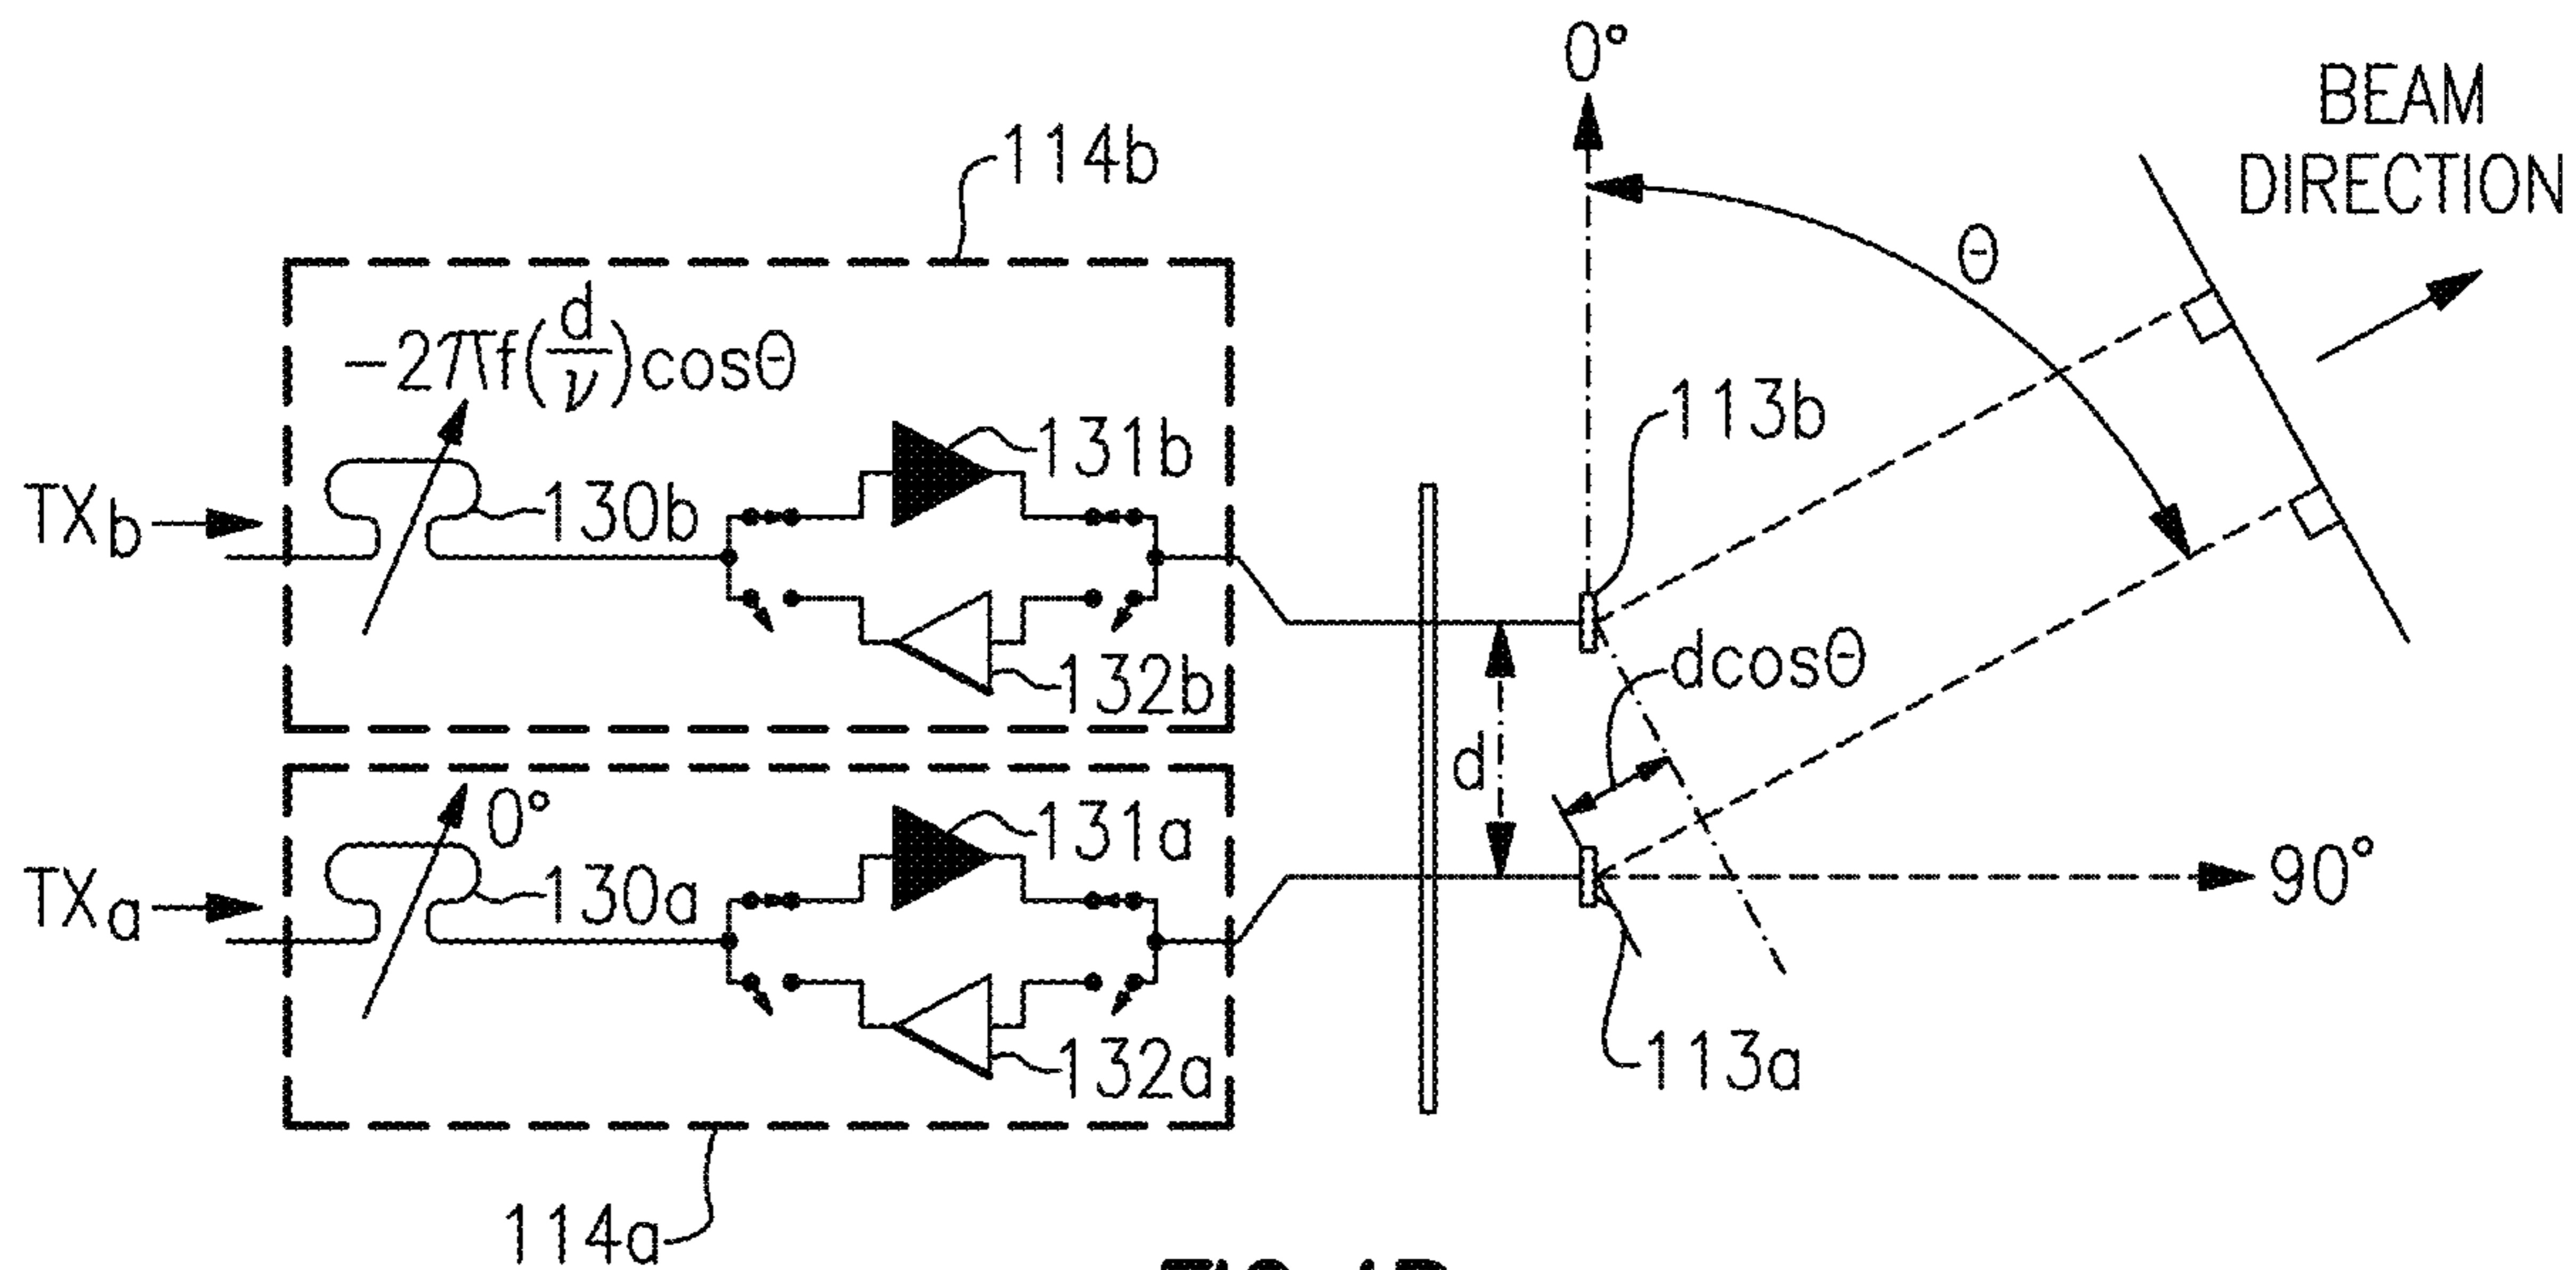 0°
BEAM
DIRECTION
114b
θ
-2πf(d/ν)cosθ
131b
113b
TXb
130b
132b
dcosθ
d
0°
131a
TXa
130a
90°
132a
113a
114a